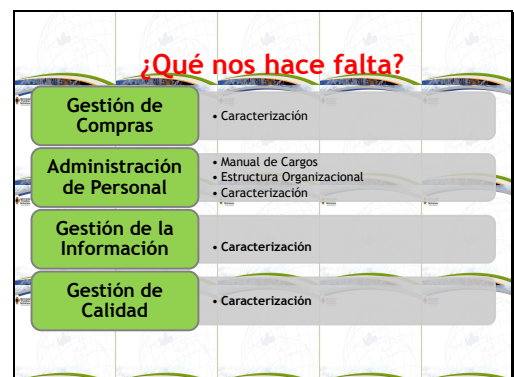 ¿Qué nos hace falta?
Gestión de
Compras
• Caracterización
Administración
de Personal
• Manual de Cargos
• Estructura Organizacional
• Caracterización
Gestión de la
Información
• Caracterización
Gestión de
Calidad
• Caracterización